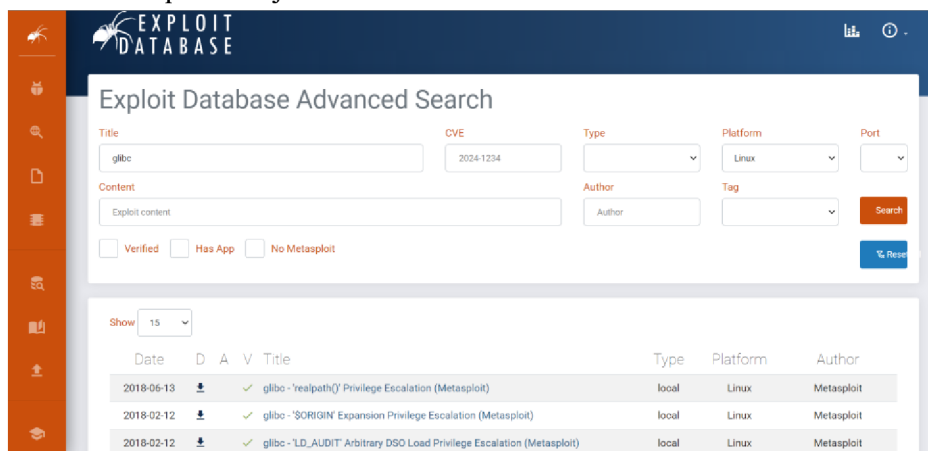 EXPLOIT
DATABASE
Exploit Database Advanced Search
Title CVE Type Platform Port
glibc 2024-1234 Linux
Content Author Tag
Exploit content Author Search
Verified Has App No Metasploit
Reset
Show 15
Date D A V Title Type Platform Author
2018-06-13 glibc - 'realpath()' Privilege Escalation (Metasploit) local Linux Metasploit
2018-02-12 glibc - '$ORIGIN' Expansion Privilege Escalation (Metasploit) local Linux Metasploit
2018-02-12 glibc - 'LD_AUDIT' Arbitrary DSO Load Privilege Escalation (Metasploit) local Linux Metasploit